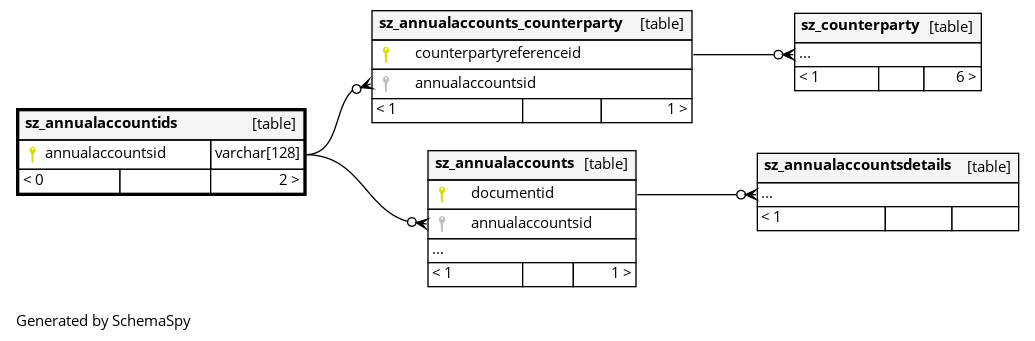 sz_annualaccounts_counterparty [table]
counterpartyreferenceid
annualaccountsid
< 1 1 >
sz_counterparty [table]
...
< 1 6 >
sz_annualaccountids [table]
annualaccountsid varchar[128]
< 0 2 >
sz_annualaccounts [table]
documentid
annualaccountsid
...
< 1 1 >
sz_annualaccountsdetails [table]
...
< 1
Generated by SchemaSpy